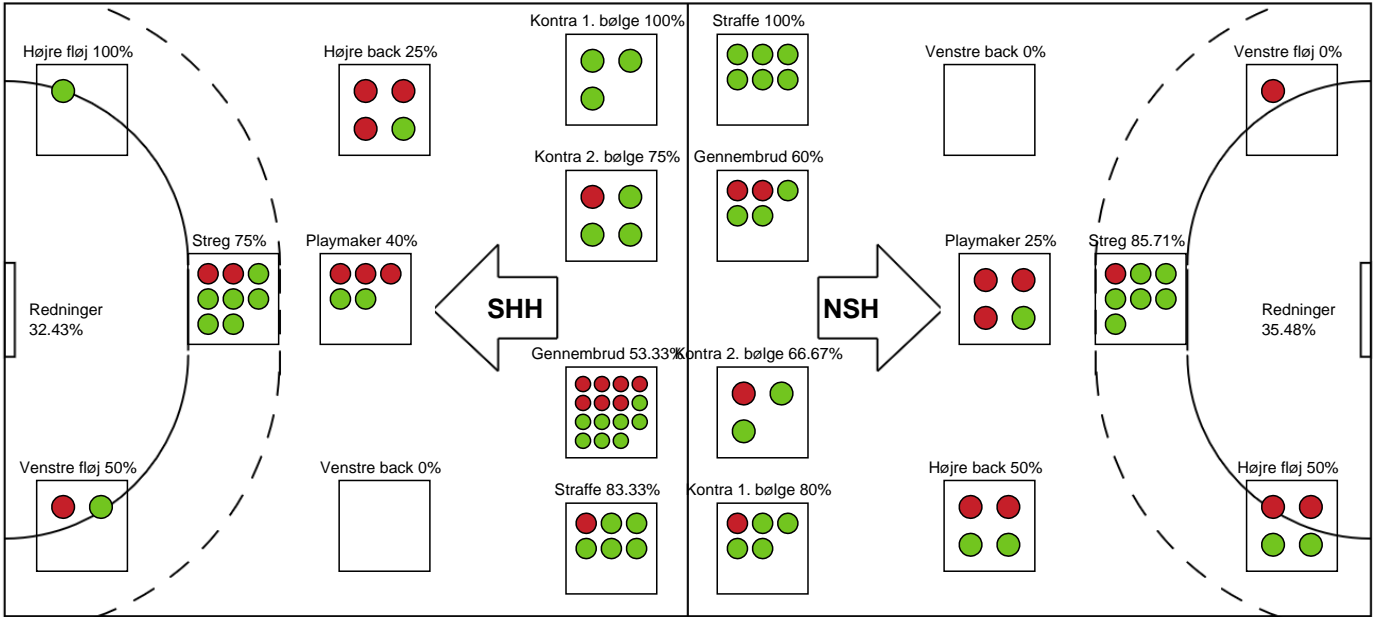 Kontra 1. bølge 100%
Straffe 100%
Højre fløj 100%
Højre back 25%
Venstre back 0%
Venstre fløj 0%
Kontra 2. bølge 75%
Gennembrud 60%
Streg 75%
Playmaker 40%
Playmaker 25%
Streg 85.71%
Redninger
32.43%
SHH
NSH
Redninger
35.48%
Gennembrud 53.33%
Kontra 2. bølge 66.67%
Venstre fløj 50%
Venstre back 0%
Højre back 50%
Højre fløj 50%
Straffe 83.33%
Kontra 1. bølge 80%